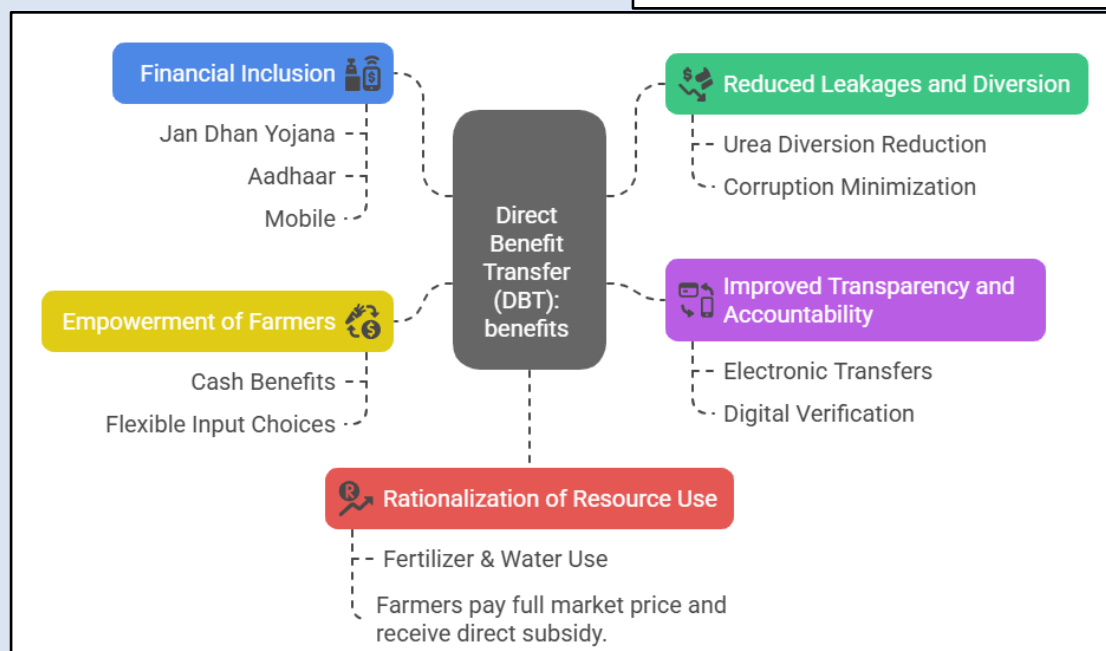 Financial Inclusion
Jan Dhan Yojana
Aadhaar
Mobile
Empowerment of Farmers
Cash Benefits
Flexible Input Choices
Direct
Benefit
Transfer
(DBT):
benefits
Reduced Leakages and Diversion
Urea Diversion Reduction
Corruption Minimization
Improved Transparency and
Accountability
Electronic Transfers
Digital Verification
Rationalization of Resource Use
Fertilizer & Water Use
Farmers pay full market price and
receive direct subsidy.